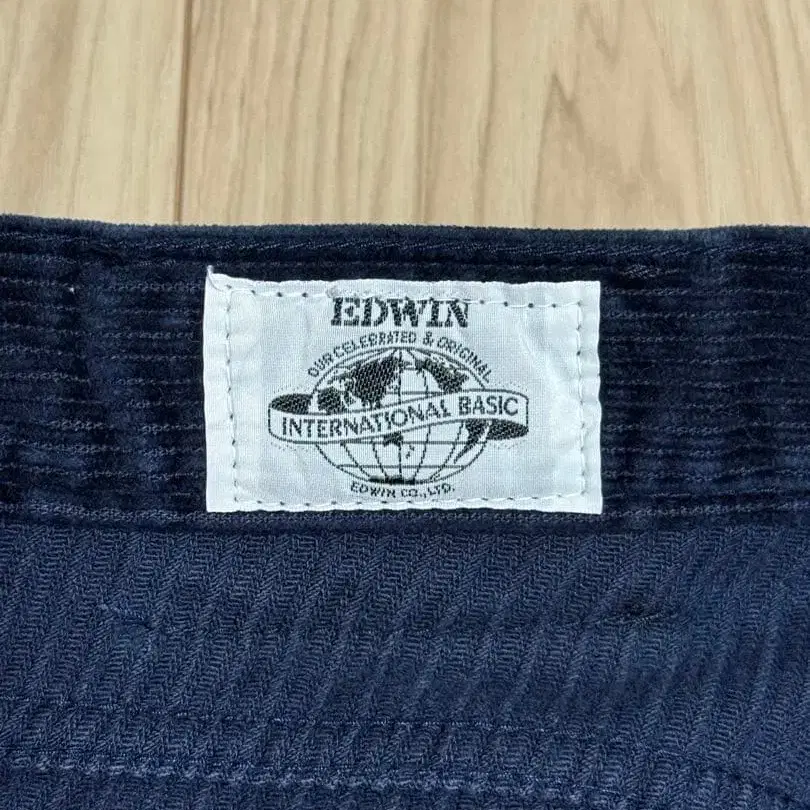 EDWIN
OUR CELEBRATED & ORIGINAL
INTERNATIONAL BASIC
EDWIN CO., LTD.